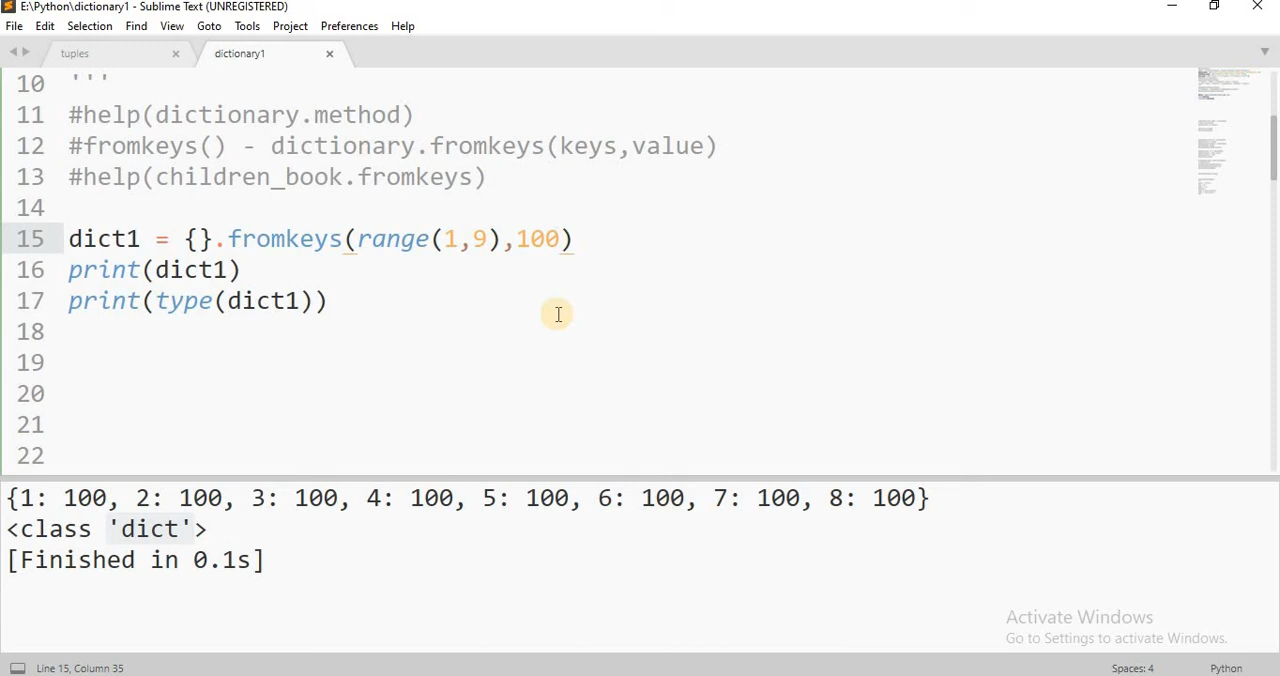 E:\Python\dictionary1 - Sublime Text (UNREGISTERED)
File Edit Selection Find View Goto Tools Project Preferences Help
tuples dictionary1
10 '''
11 #help(dictionary.method)
12 #fromkeys() - dictionary.fromkeys(keys,value)
13 #help(children_book.fromkeys)
14
15 dict1 = {}.fromkeys(range(1,9),100)
16 print(dict1)
17 print(type(dict1))
18
19
20
21
22
{1: 100, 2: 100, 3: 100, 4: 100, 5: 100, 6: 100, 7: 100, 8: 100}
<class 'dict'>
[Finished in 0.1s]
Activate Windows
Go to Settings to activate Windows.
Line 15, Column 35 Spaces: 4 Python